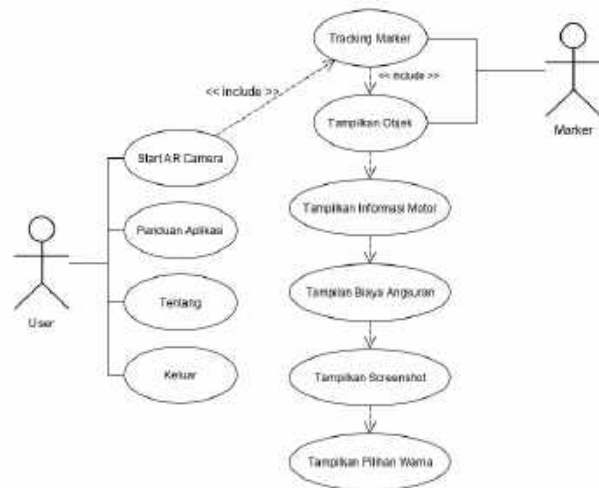 Tracking Marker
<< include >>
<< include >>
Tampilkan Objek
Marker
Start AR Camera
Tampilkan Informasi Motor
Panduan Aplikasi
User
Tentang
Tampilan Biaya Angsuran
Keluar
Tampilkan Screenshot
Tampilkan Pilihan Warna